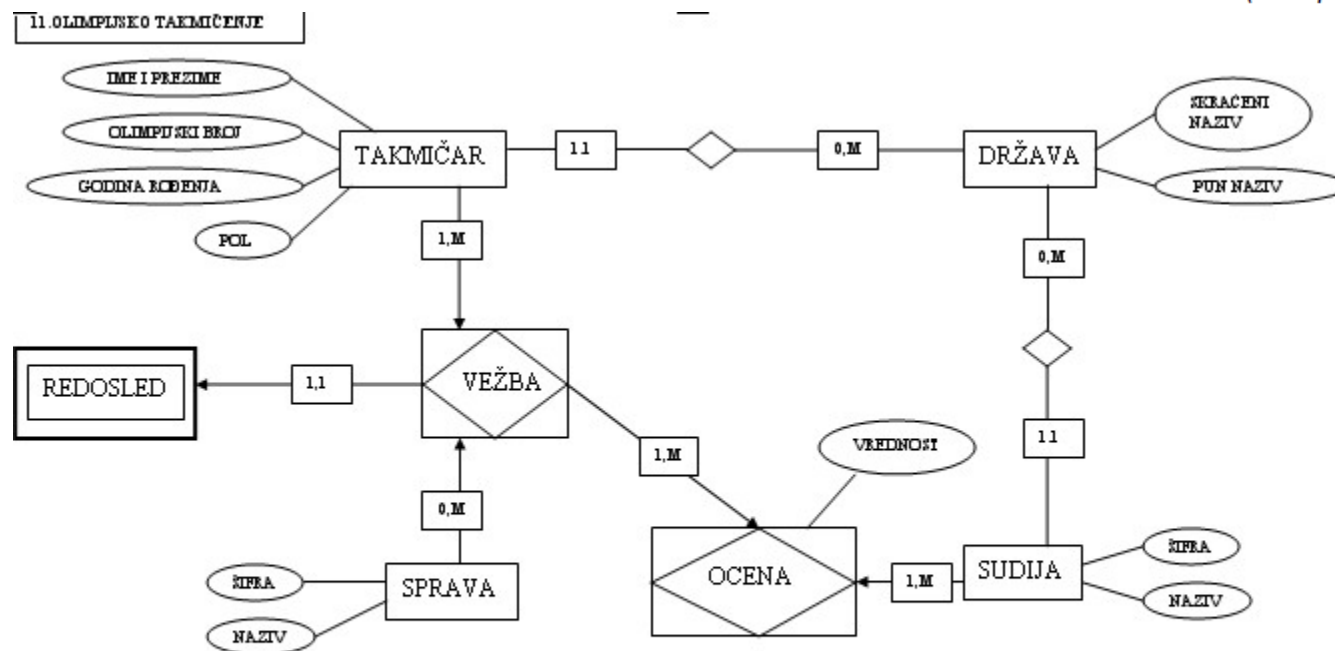 11.OLIMPIJSKO TAKMIČENJE
IME I PREZIME
OLIMPIJSKI BROJ
GODINA ROĐENJA
POL
TAKMIČAR
1.1
0,M
DRŽAVA
SKRAĆENI
NAZIV
PUN NAZIV
1,M
0,M
REDOSLED
1,1
VEŽBA
1,M
VREDNOST
1.1
0,M
ŠIFRA
NAZIV
SPRAVA
OCENA
1,M
SUDIJA
ŠIFRA
NAZIV